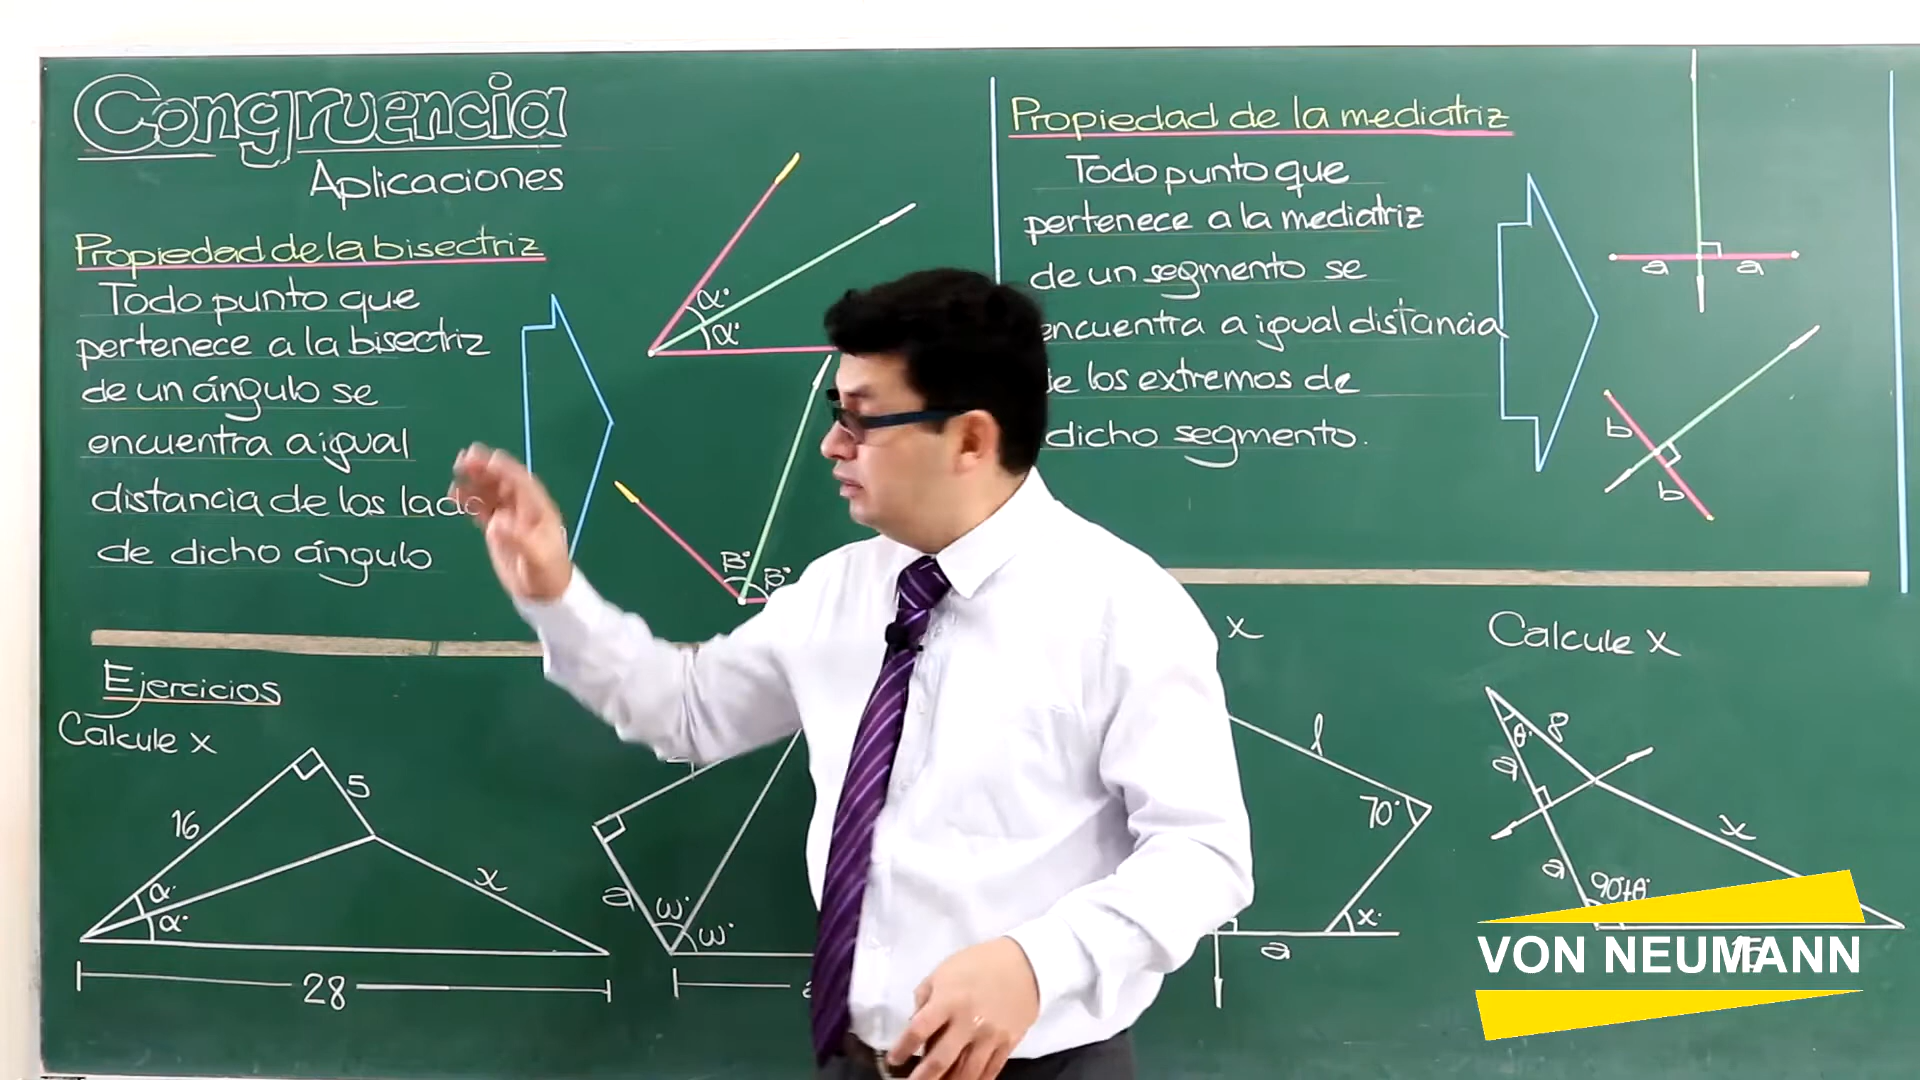 Congruencia
Aplicaciones
Propiedad de la bisectriz
Todo punto que
pertenece a la bisectriz
de un ángulo se
encuentra a igual
distancia de los lado
de dicho ángulo
α°
α°
B°
B°
Propiedad de la mediatriz
Todo punto que
pertenece a la mediatriz
de un segmento se
encuentra a igual distancia
de los extremos de
dicho segmento.
a
a
b
b
Ejercicios
Calcule x
16
5
α°
α°
x
28
a
ω°
ω°
x
l
70°
x°
a
Calcule x
θ°
8
a
a
x
90°+θ°
VON NEUMANN